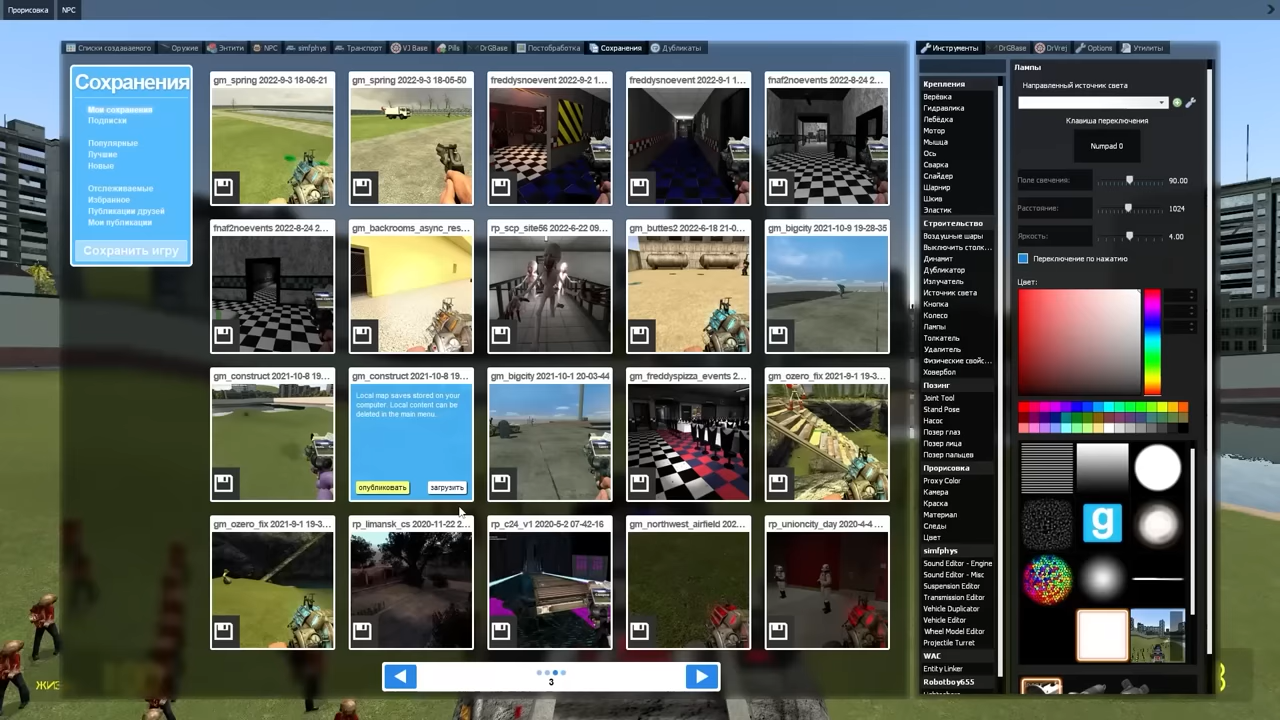 Прорисовка
NPC
Списки создаваемого
Оружие
Энтити
NPC
simfphys
Транспорт
VJ Base
Pills
DrGBase
Постобработка
Сохранения
Дубликаты
Инструменты
DrGBase
DrVrej
Options
Утилиты
Сохранения
Мои сохранения
Подписки
Популярные
Лучшие
Новые
Отслеживаемые
Избранное
Публикации друзей
Мои публикации
Сохранить игру
gm_spring 2022-9-3 18-06-21
gm_spring 2022-9-3 18-05-50
freddysnoevent 2022-9-2 1...
freddysnoevent 2022-9-1 1...
fnaf2noevents 2022-8-24 2...
fnaf2noevents 2022-8-24 2...
gm_backrooms_async_res...
rp_scp_site56 2022-6-22 09...
gm_buttes2 2022-6-18 21-0...
gm_bigcity 2021-10-9 19-28-35
gm_construct 2021-10-8 19...
gm_construct 2021-10-8 19...
Local map saves stored on your
computer. Local content can be
deleted in the main menu.
опубликовать
загрузить
gm_bigcity 2021-10-1 20-03-44
gm_freddyspizza_events 2...
gm_ozero_fix 2021-9-1 19-3...
gm_ozero_fix 2021-9-1 19-3...
rp_limansk_cs 2020-11-22 2...
rp_c24_v1 2020-5-2 07-42-16
gm_northwest_airfield 202...
rp_unioncity_day 2020-4-4 ...
3
Крепления
Верёвка
Гидравлика
Лебёдка
Мотор
Мышца
Ось
Сварка
Слайдер
Шарнир
Шкив
Эластик
Строительство
Воздушные шары
Выключить столк...
Динамит
Дубликатор
Излучатель
Источник света
Кнопка
Колесо
Лампы
Толкатель
Удалитель
Физические свойс...
Ховербол
Позинг
Joint Tool
Stand Pose
Насос
Позер глаз
Позер лица
Позер пальцев
Прорисовка
Proxy Color
Камера
Краска
Материал
Следы
Цвет
simfphys
Sound Editor - Engine
Sound Editor - Misc
Suspension Editor
Transmission Editor
Vehicle Duplicator
Vehicle Editor
Wheel Model Editor
Projectile Turret
WAC
Entity Linker
Robotboy655
Лампы
Направленный источник света
Клавиша переключения
Numpad 0
Поле свечения:
90.00
Расстояние:
1024
Яркость:
4.00
Переключение по нажатию
Цвет:
g